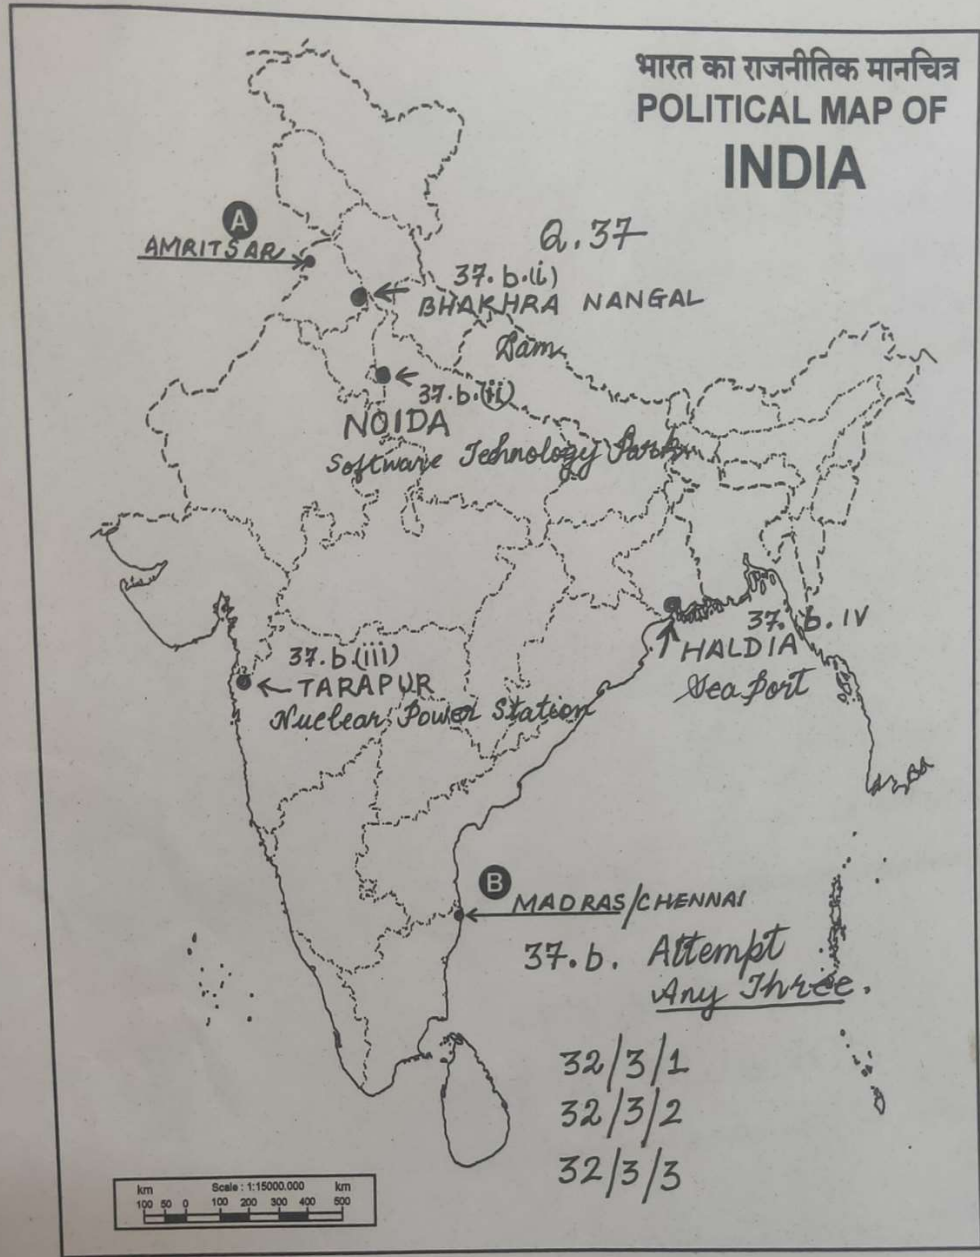 भारत का राजनीतिक मानचित्र
POLITICAL MAP OF
INDIA
A
AMRITSAR
Q.37
37.b.(i)
BHAKHRA NANGAL
Dam
37.b.(ii)
NOIDA
Software Technology Park
37.b.(iii)
TARAPUR
Nuclear Power Station
37.b.IV
HALDIA
Sea Port
B
MADRAS/CHENNAI
37.b. Attempt
Any Three.
32/3/1
32/3/2
32/3/3
km Scale : 1:15000.000 km
100 50 0 100 200 300 400 500